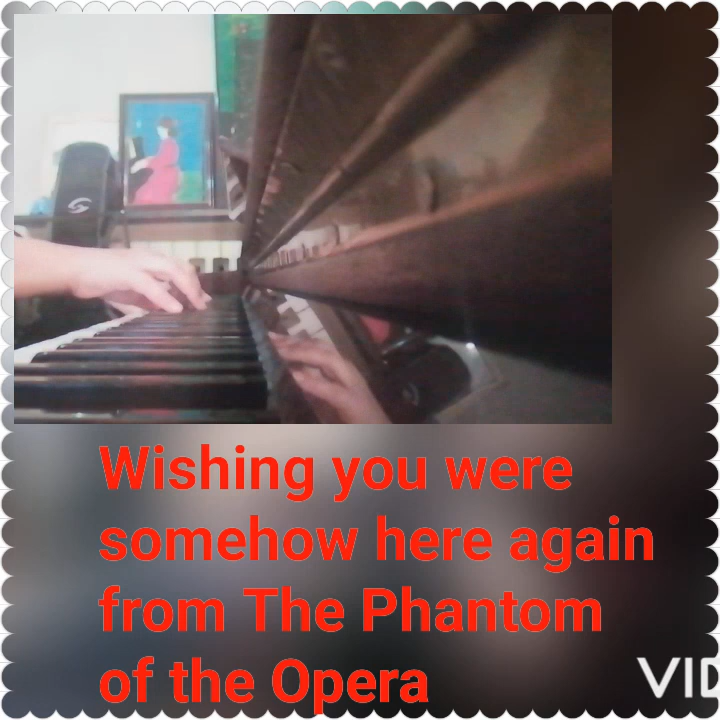 Wishing you were
somehow here again
from The Phantom
of the Opera
VID